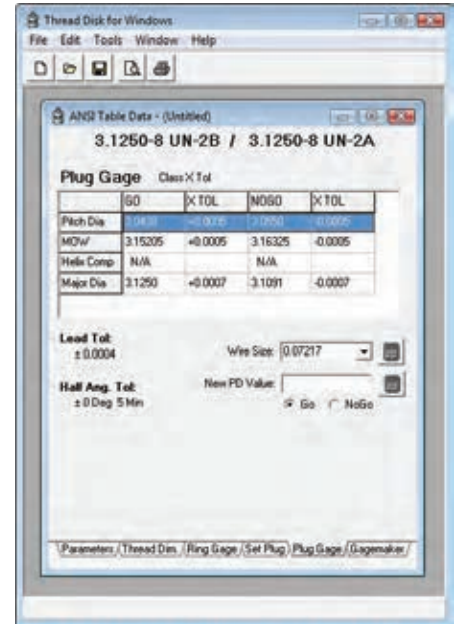 Thread Disk for Windows
File Edit Tools Window Help
ANSI Table Data - (Untitled)
3.1250-8 UN-2B / 3.1250-8 UN-2A
Plug Gage Class X Tol
GO X TOL NOGO X TOL
Pitch Dia
MOW 3.15205 +0.0005 3.16325 -0.0005
Helix Comp N/A N/A
Major Dia 3.1250 +0.0007 3.1091 -0.0007
Lead Tol:
± 0.0004
Wire Size: 0.07217
Half Ang. Tol:
± 0 Deg 5 Min
New PD Value:
Go NoGo
Parameters Thread Dim. Ring Gage Set Plug Plug Gage Gagemaker